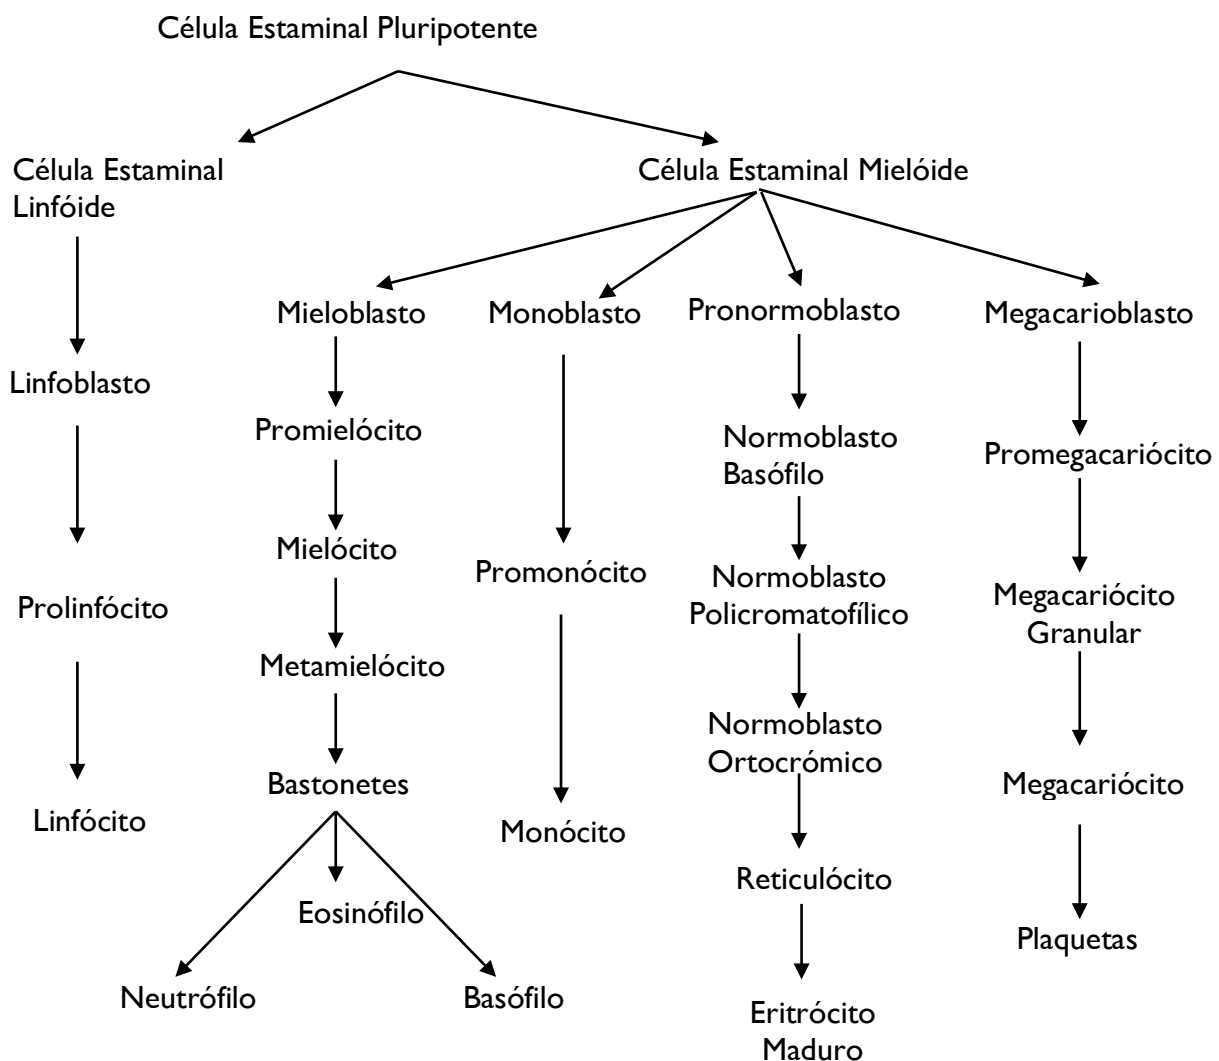 Célula Estaminal Pluripotente
Célula Estaminal
Linfóide
Célula Estaminal Mielóide
Mieloblasto
Monoblasto
Pronormoblasto
Megacarioblasto
Linfoblasto
Promielócito
Normoblasto
Basófilo
Promegacariócito
Mielócito
Promonócito
Normoblasto
Policromatofílico
Megacariócito
Granular
Prolinfócito
Metamielócito
Normoblasto
Ortocrómico
Bastonetes
Megacariócito
Linfócito
Monócito
Reticulócito
Eosinófilo
Plaquetas
Neutrófilo
Basófilo
Eritrócito
Maduro